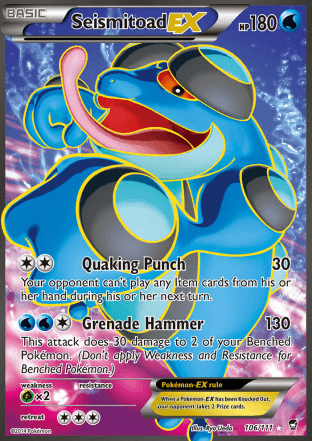 BASIC Seismitoad EX HP 180
Quaking Punch 30
Your opponent can't play any Item cards from his or
her hand during his or her next turn.
Grenade Hammer 130
This attack does 30 damage to 2 of your Benched
Pokémon. (Don't apply Weakness and Resistance for
Benched Pokémon.)
weakness resistance
×2
Pokémon-EX rule
When a Pokémon-EX has been Knocked Out,
your opponent takes 2 Prize cards.
retreat
©2014 Pokémon Illus. Ryo Ueda 106/111